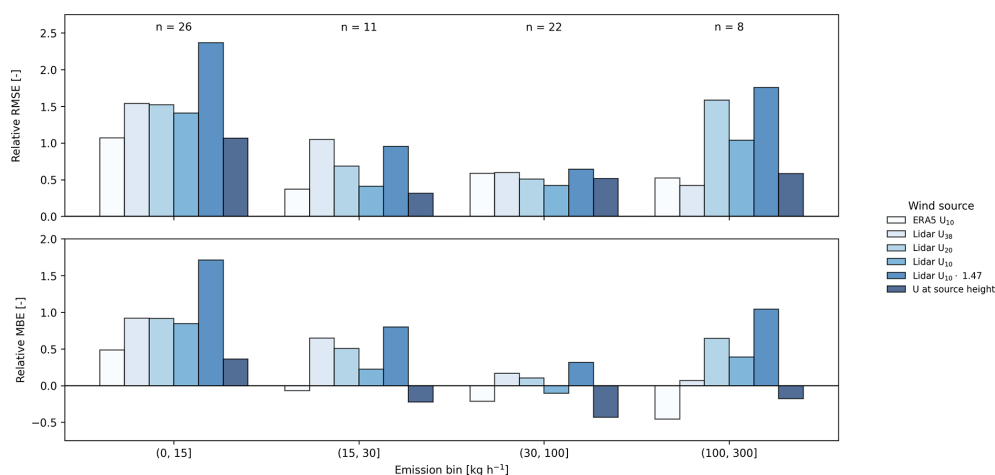 n = 26 n = 11 n = 22 n = 8
Relative RMSE [-]
2.5
2.0
1.5
1.0
0.5
0.0
Relative MBE [-]
2.0
1.5
1.0
0.5
0.0
−0.5
(0, 15] (15, 30] (30, 100] (100, 300]
Emission bin [kg h⁻¹]
Wind source
ERA5 U₁₀
Lidar U₃₈
Lidar U₂₀
Lidar U₁₀
Lidar U₁₀ · 1.47
U at source height